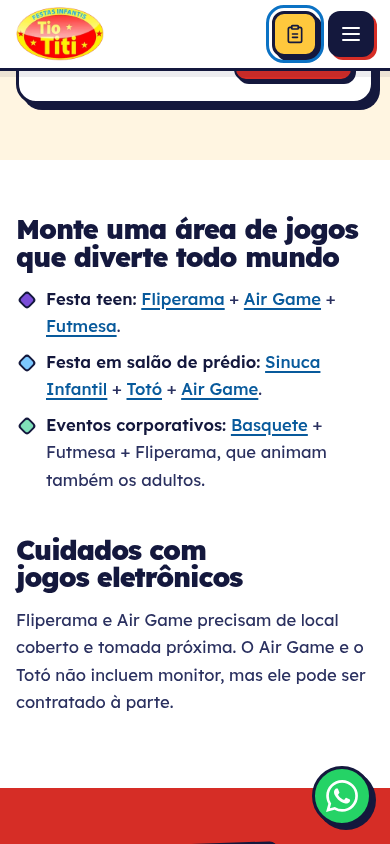 FESTAS INFANTIS
Tio
Titi
Monte uma área de jogos
que diverte todo mundo
Festa teen: Fliperama + Air Game +
Futmesa.
Festa em salão de prédio: Sinuca
Infantil + Totó + Air Game.
Eventos corporativos: Basquete +
Futmesa + Fliperama, que animam
também os adultos.
Cuidados com
jogos eletrônicos
Fliperama e Air Game precisam de local
coberto e tomada próxima. O Air Game e o
Totó não incluem monitor, mas ele pode ser
contratado à parte.